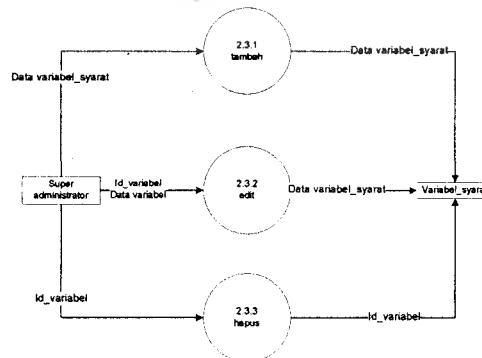 2.3.1
tambah
Data variabel_syarat
Data variabel_syarat
Super
administrator
Id_variabel
Data variabel
2.3.2
edit
Data variabel_syarat
Variabel_syarat
Id_variabel
2.3.3
hapus
Id_variabel